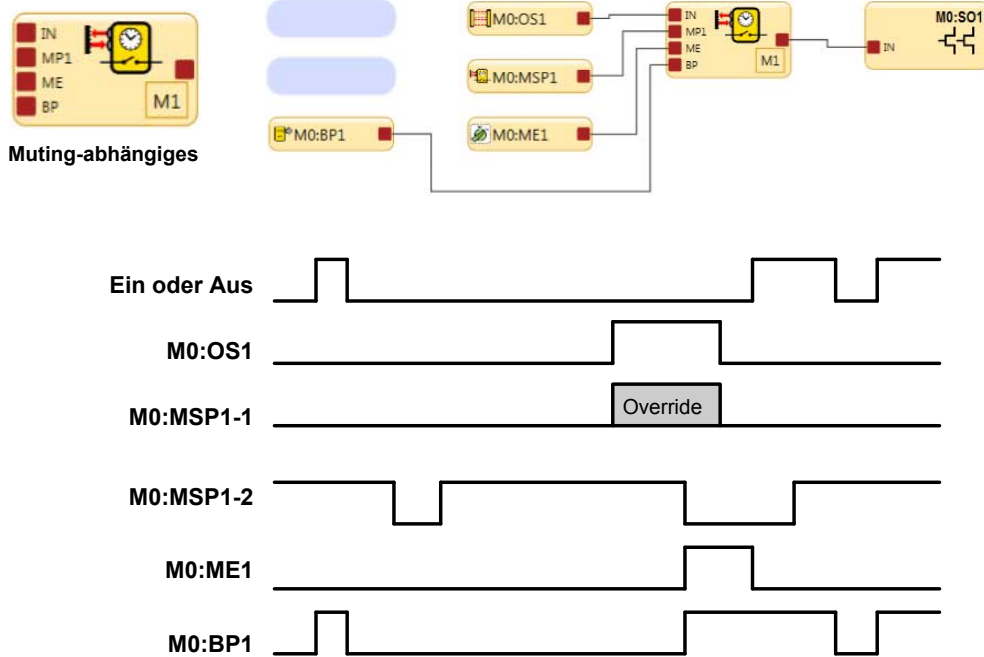 IN
MP1
ME
BP
M1
Muting-abhängiges
M0:BP1
M0:OS1
M0:MSP1
M0:ME1
IN
MP1
ME
BP
M1
M0:SO1
IN
Ein oder Aus
M0:OS1
M0:MSP1-1
Override
M0:MSP1-2
M0:ME1
M0:BP1